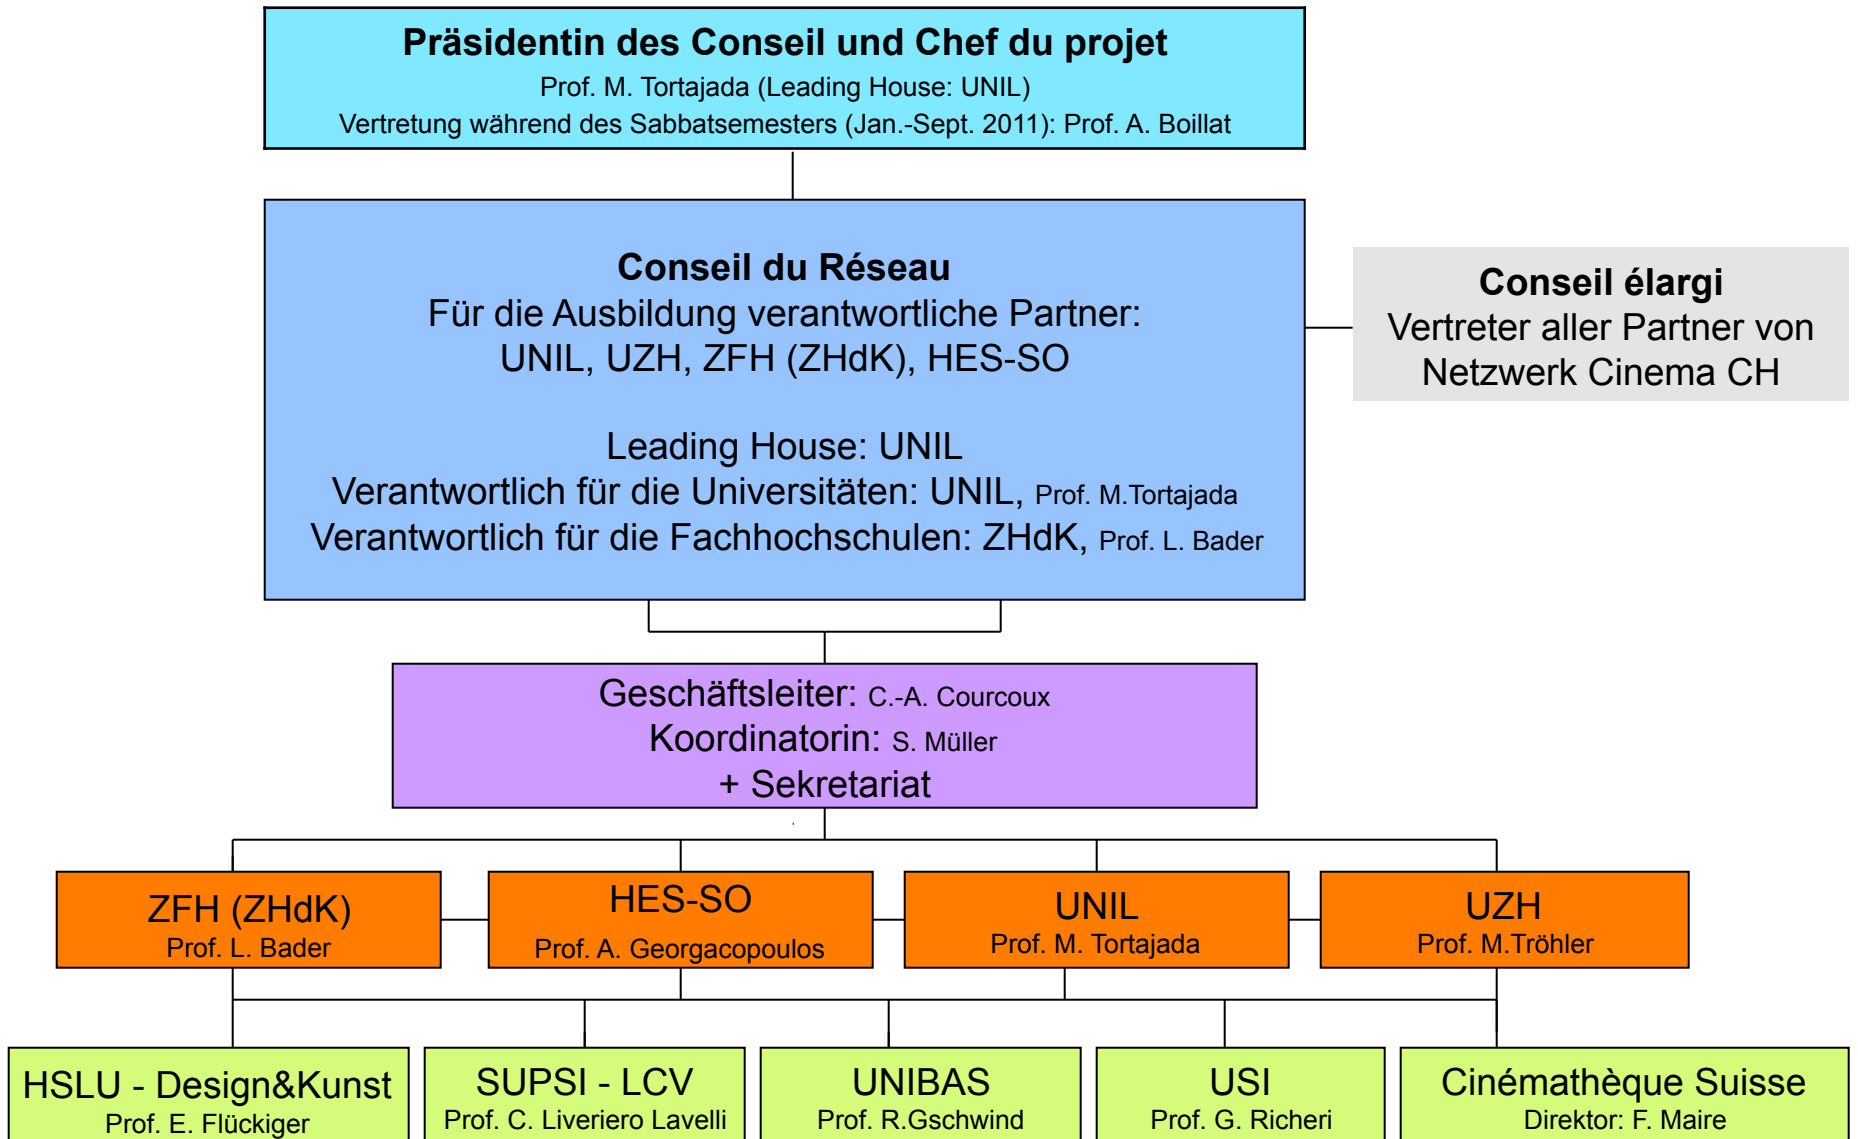 Präsidentin des Conseil und Chef du projet
Prof. M. Tortajada (Leading House: UNIL)
Vertretung während des Sabbatsemesters (Jan.-Sept. 2011): Prof. A. Boillat
Conseil du Réseau
Für die Ausbildung verantwortliche Partner:
UNIL, UZH, ZFH (ZHdK), HES-SO
Leading House: UNIL
Verantwortlich für die Universitäten: UNIL, Prof. M.Tortajada
Verantwortlich für die Fachhochschulen: ZHdK, Prof. L. Bader
Conseil élargi
Vertreter aller Partner von
Netzwerk Cinema CH
Geschäftsleiter: C.-A. Courcoux
Koordinatorin: S. Müller
+ Sekretariat
ZFH (ZHdK)
Prof. L. Bader
HES-SO
Prof. A. Georgacopoulos
UNIL
Prof. M. Tortajada
UZH
Prof. M.Tröhler
HSLU - Design&Kunst
Prof. E. Flückiger
SUPSI - LCV
Prof. C. Liveriero Lavelli
UNIBAS
Prof. R.Gschwind
USI
Prof. G. Richeri
Cinémathèque Suisse
Direktor: F. Maire